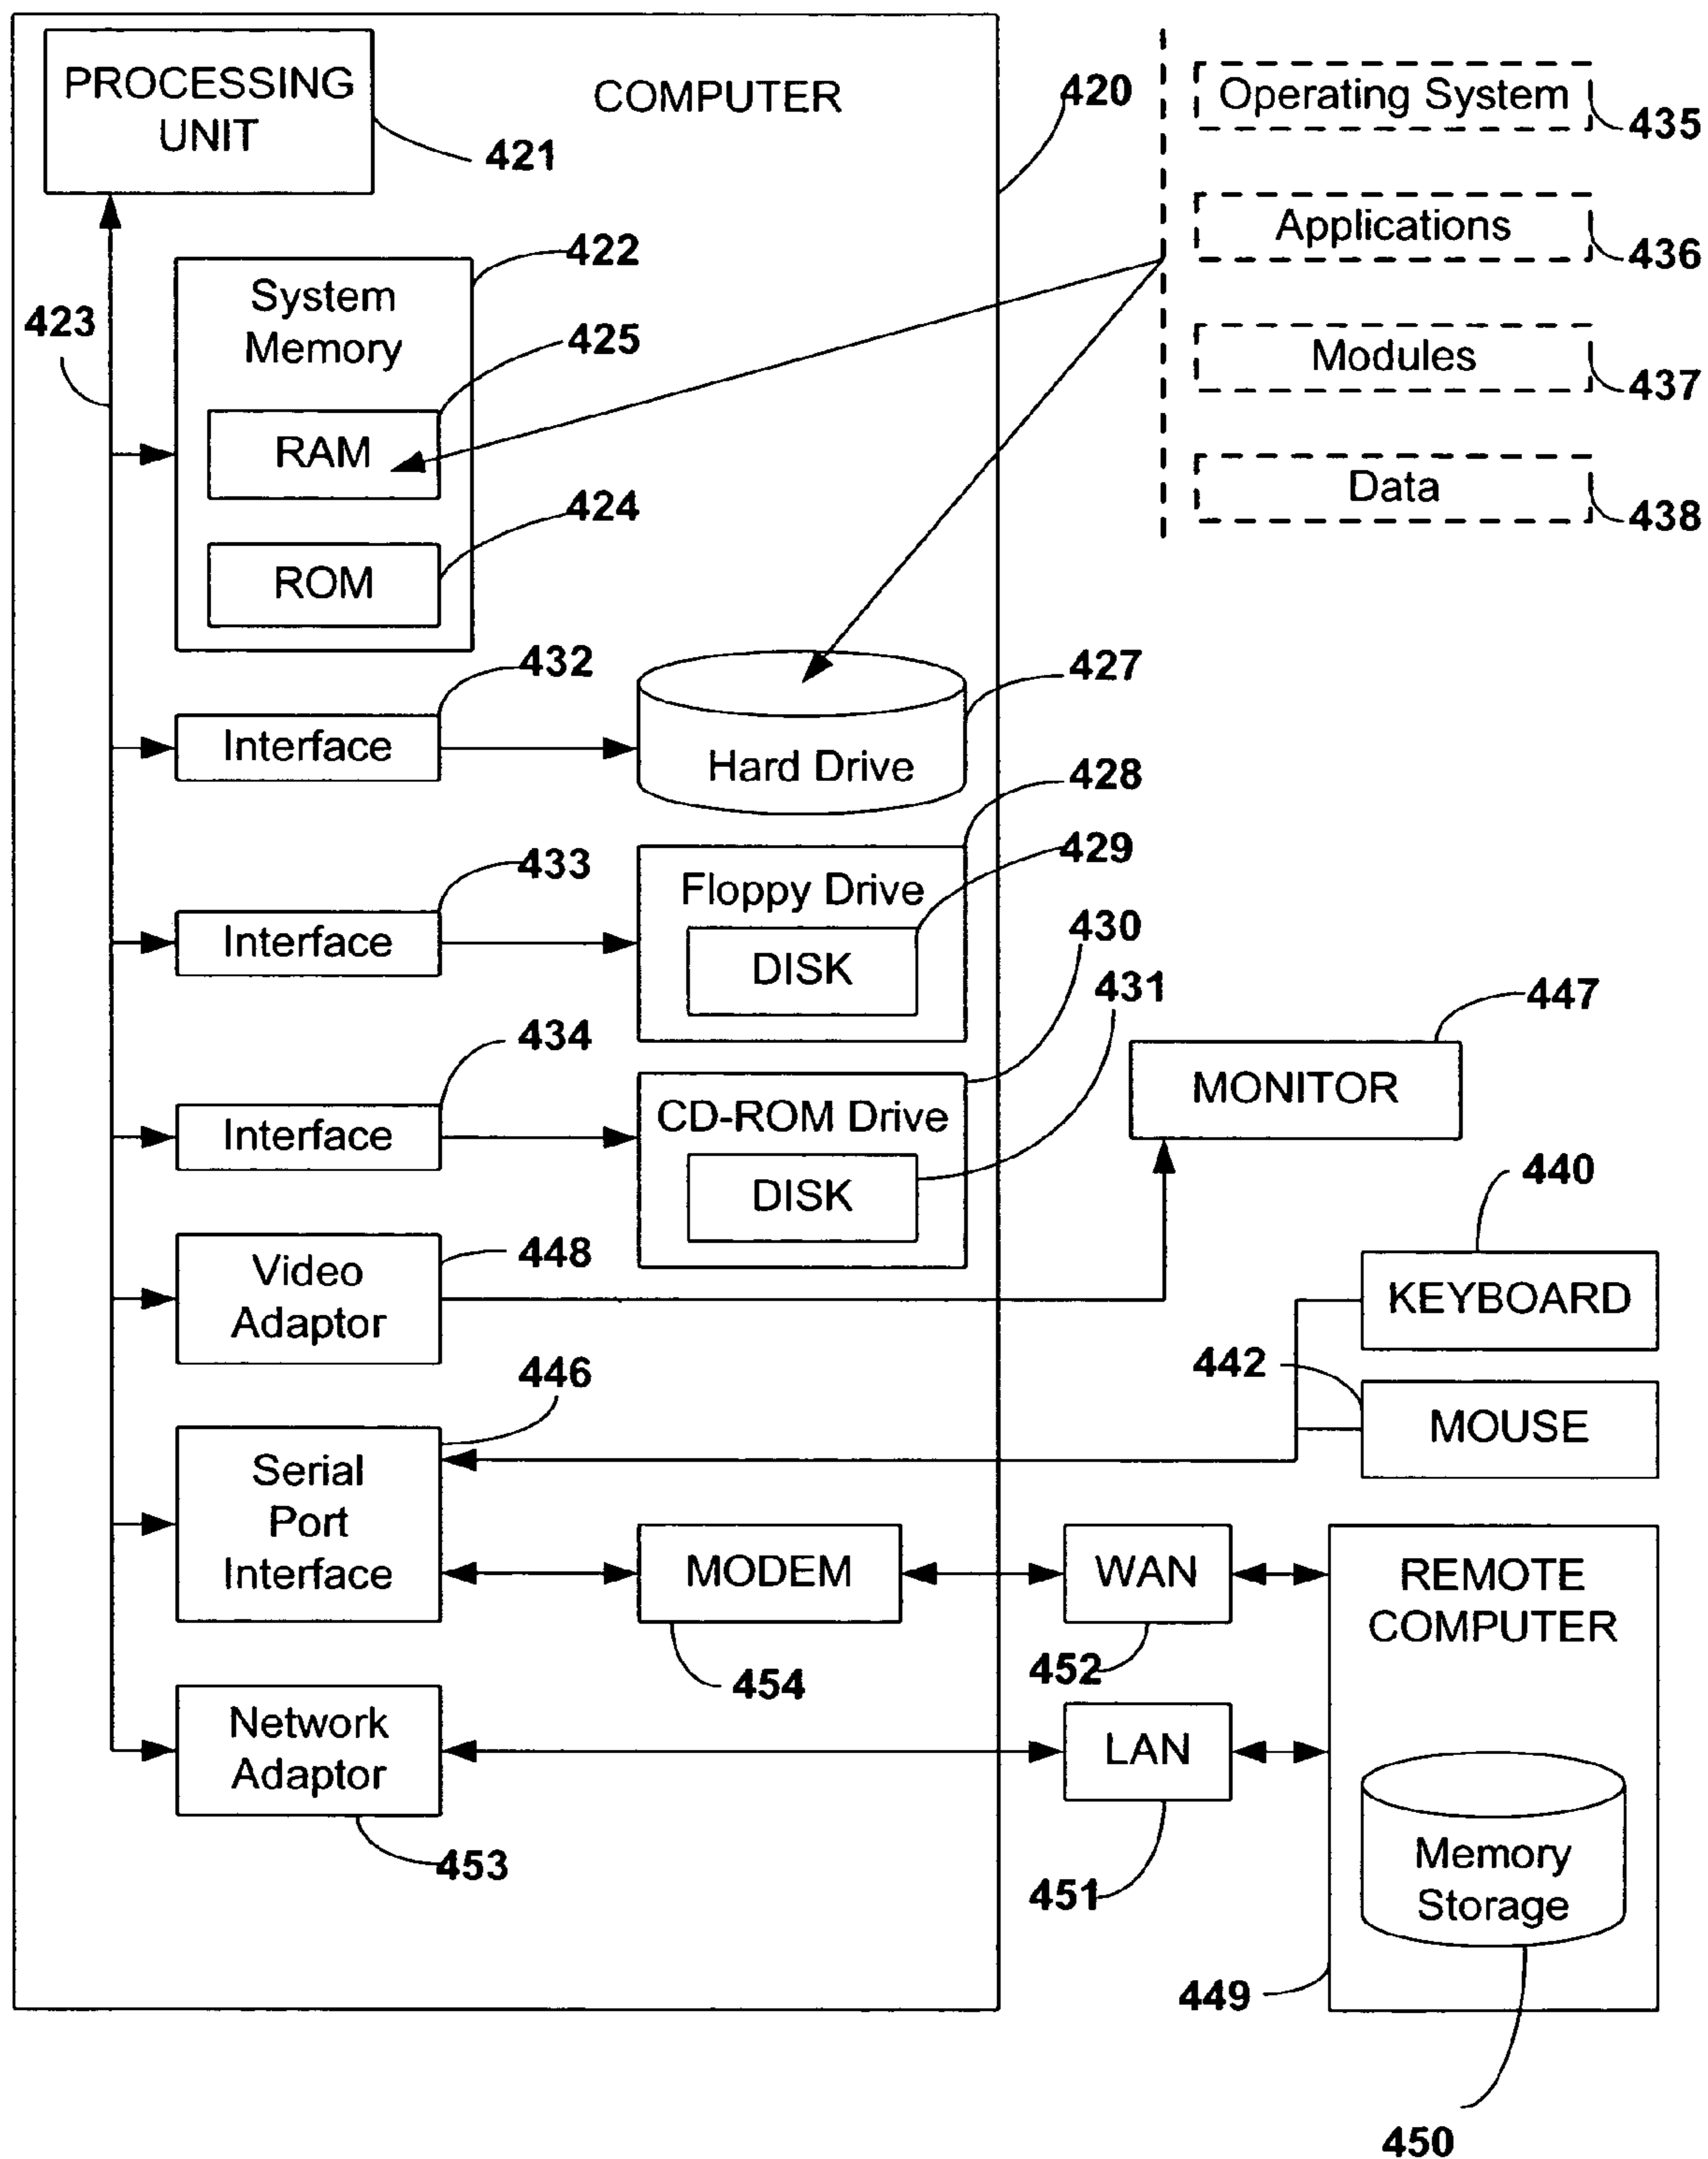 PROCESSING
UNIT
421
COMPUTER
420
Operating System
435
Applications
436
Modules
437
Data
438
423
422
System
Memory
425
RAM
424
ROM
432
Interface
427
Hard Drive
433
Interface
428
Floppy Drive
429
DISK
434
Interface
430
CD-ROM Drive
431
DISK
447
MONITOR
448
Video
Adaptor
440
KEYBOARD
442
MOUSE
446
Serial
Port
Interface
MODEM
454
WAN
452
REMOTE
COMPUTER
Network
Adaptor
453
LAN
451
Memory
Storage
449
450